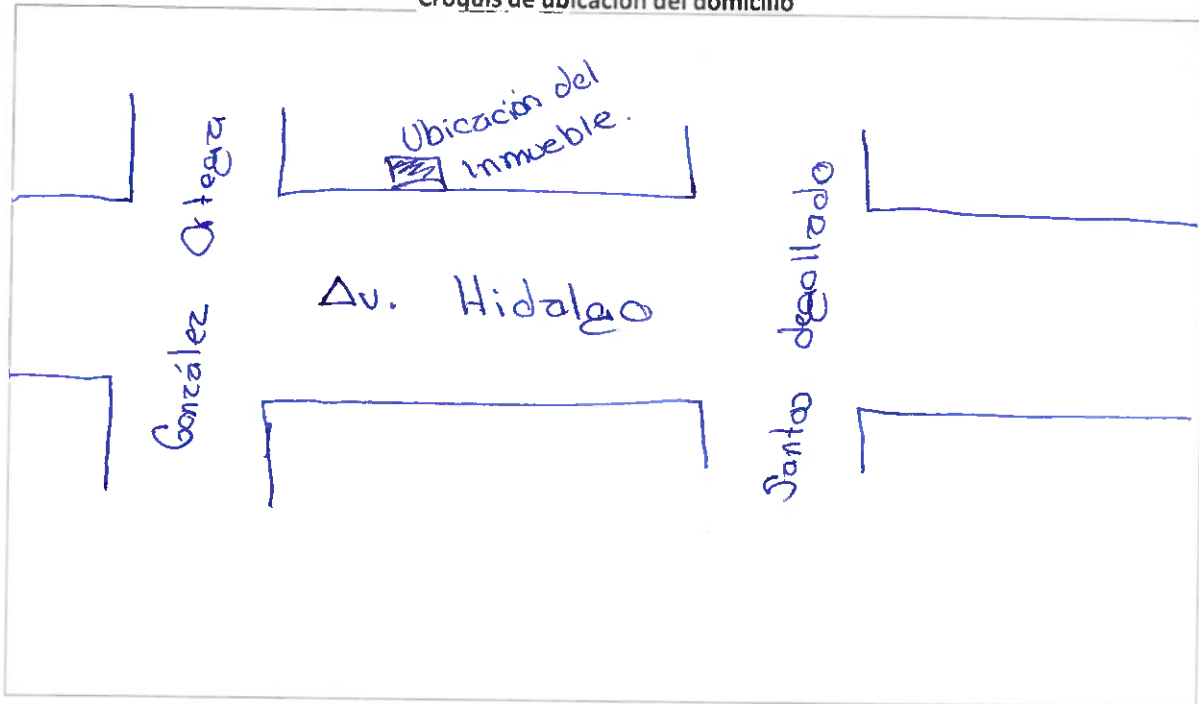 Croquis de ubicación del domicilio
Ubicación del
inmueble.
González Ortega
Av. Hidalgo
Santos degollado